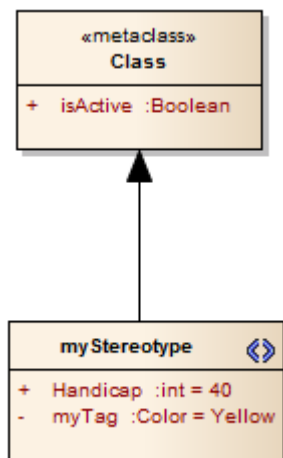 «metaclass»
Class
+ isActive :Boolean
myStereotype
+ Handicap :int = 40
- myTag :Color = Yellow